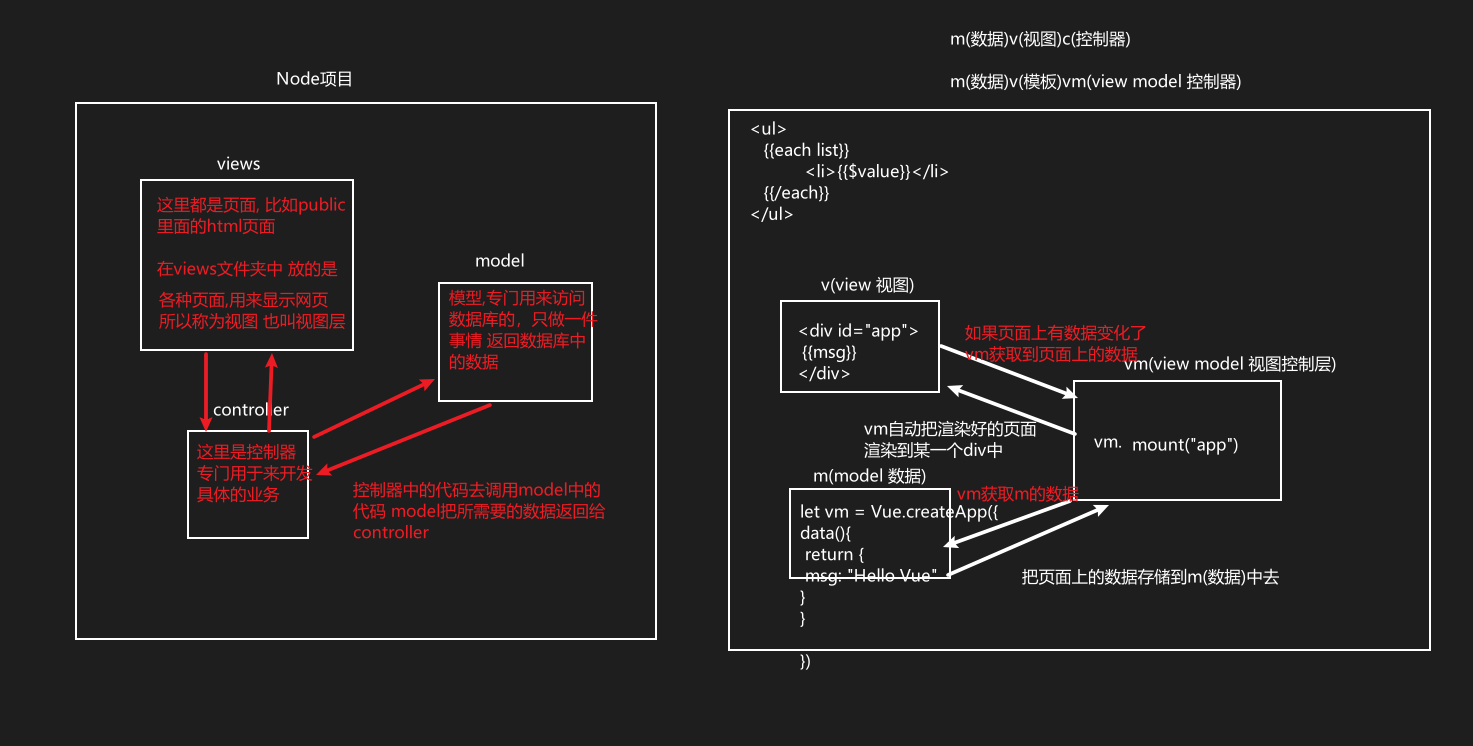 Node项目
views
这里都是页面, 比如public
里面的html页面
在views文件夹中 放的是
各种页面,用来显示网页
所以称为视图 也叫视图层
model
模型,专门用来访问
数据库的，只做一件
事情 返回数据库中
的数据
controller
这里是控制器
专门用于来开发
具体的业务
控制器中的代码去调用model中的
代码 model把所需要的数据返回给
controller
m(数据)v(视图)c(控制器)
m(数据)v(模板)vm(view model 控制器)
<ul>
{{each list}}
<li>{{$value}}</li>
{{/each}}
</ul>
v(view 视图)
<div id="app">
{{msg}}
</div>
如果页面上有数据变化了
vm获取到页面上的数据
vm(view model 视图控制层)
vm. mount("app")
vm自动把渲染好的页面
渲染到某一个div中
m(model 数据)
vm获取m的数据
let vm = Vue.createApp({
data(){
return {
msg: "Hello Vue"
}
}
})
把页面上的数据存储到m(数据)中去